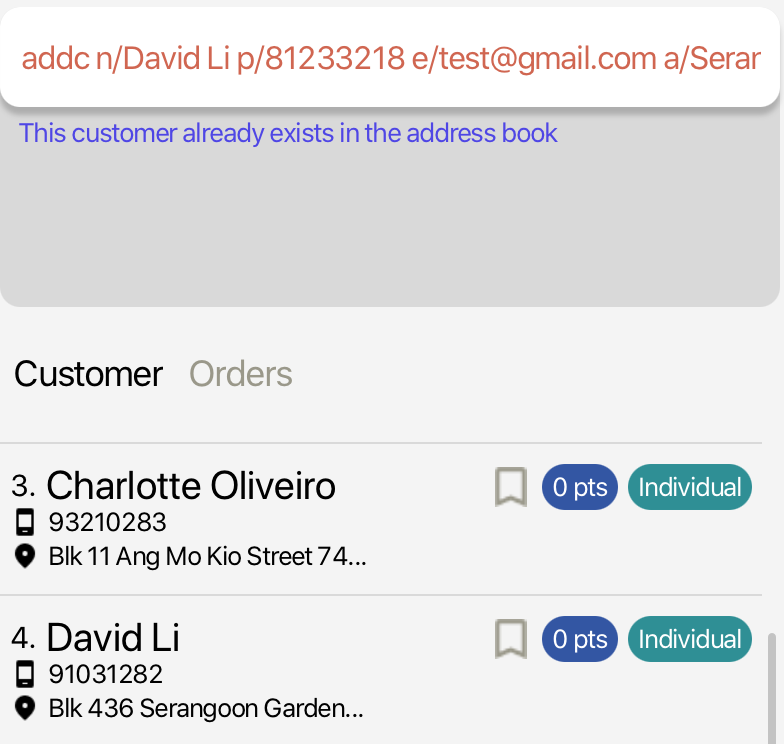 addc n/David Li p/81233218 e/test@gmail.com a/Serar
This customer already exists in the address book
Customer Orders
3. Charlotte Oliveiro 0 pts Individual
93210283
Blk 11 Ang Mo Kio Street 74...
4. David Li 0 pts Individual
91031282
Blk 436 Serangoon Garden...